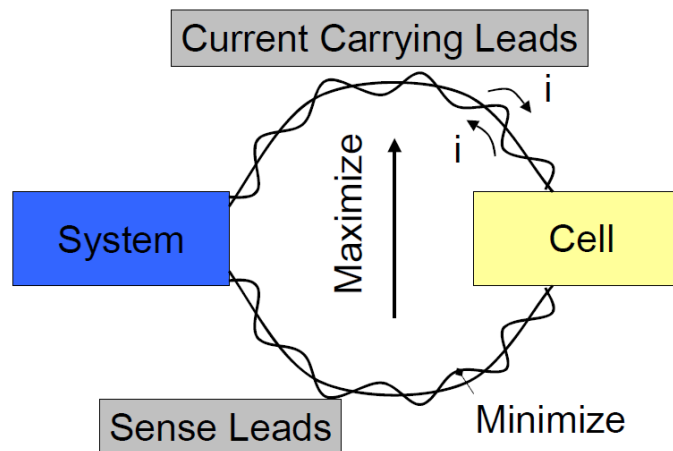 Current Carrying Leads
i
i
Maximize
System
Cell
Minimize
Sense Leads